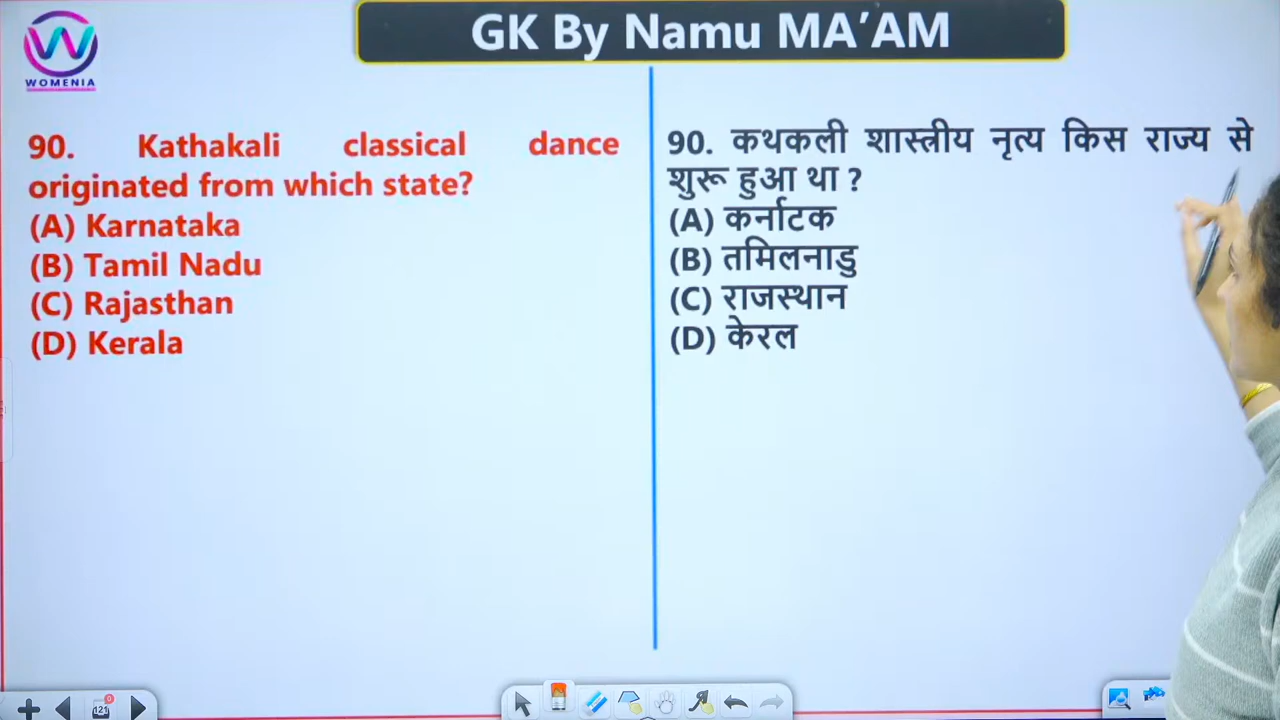 GK By Namu MA’AM
WOMENIA
90. Kathakali classical dance
originated from which state?
(A) Karnataka
(B) Tamil Nadu
(C) Rajasthan
(D) Kerala
90. कथकली शास्त्रीय नृत्य किस राज्य से
शुरू हुआ था ?
(A) कर्नाटक
(B) तमिलनाडु
(C) राजस्थान
(D) केरल
121